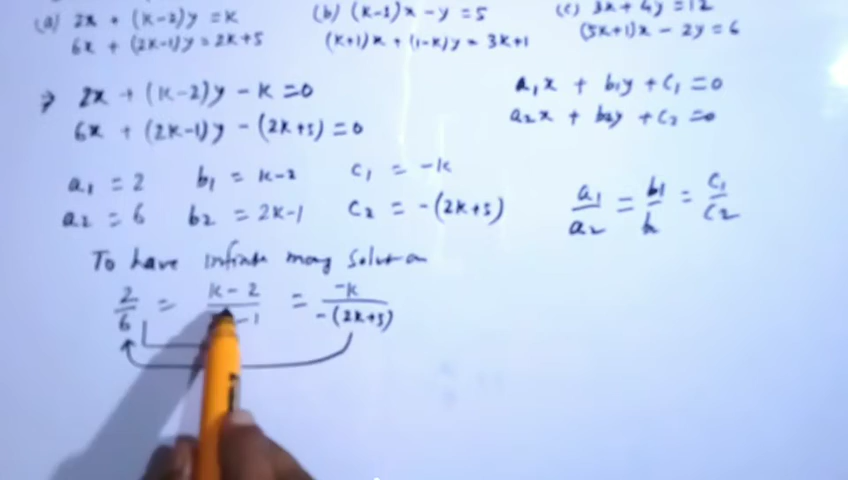 (a) 2x + (k-2)y = k (b) (k-1)x - y = 5 (c) 3x + 4y = 12
6x + (2k-1)y = 2k+5 (k+1)x + (1-k)y = 3k+1 (5k+1)x - 2y = 6
⇒ 2x + (k-2)y - k = 0 a₁x + b₁y + c₁ = 0
6x + (2k-1)y - (2k+5) = 0 a₂x + b₂y + c₂ = 0
a₁ = 2 b₁ = k-2 c₁ = -k
a₂ = 6 b₂ = 2k-1 c₂ = -(2k+5) a₁/a₂ = b₁/b = c₁/c₂
To have infinite many solution
2/6 = k-2/-1 = -k/-(2k+5)